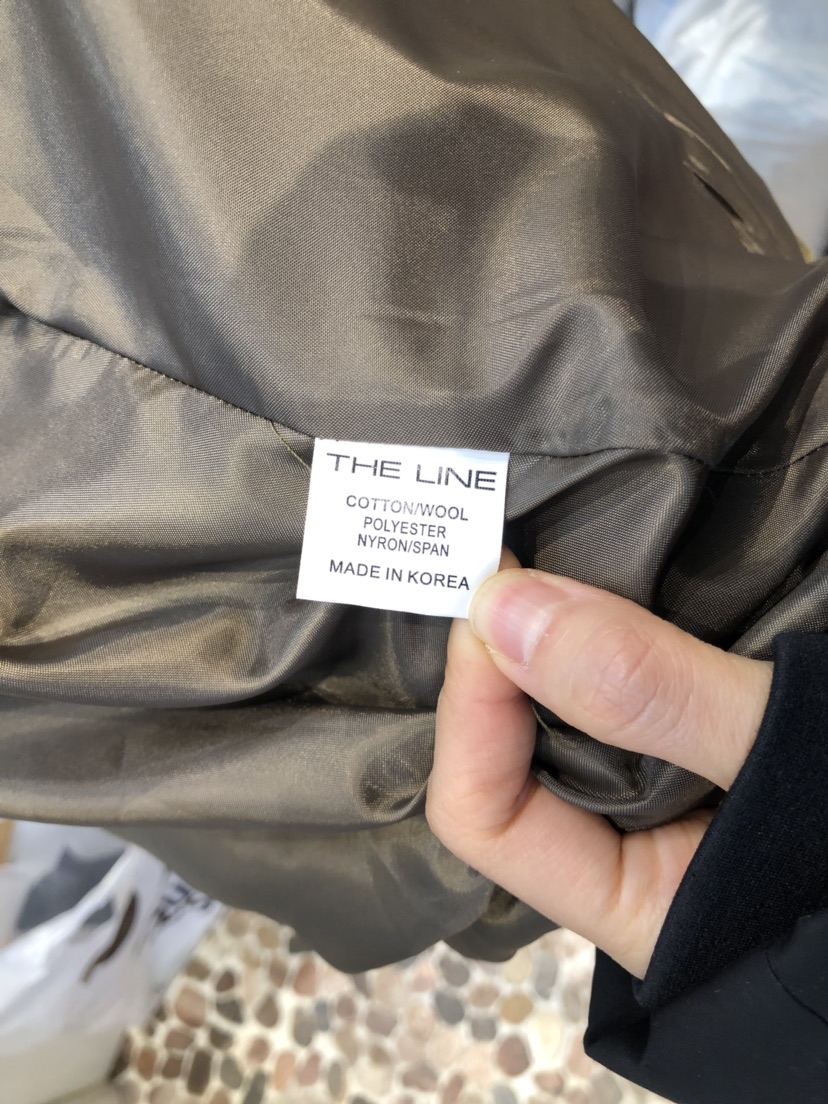 THE LINE
COTTON/WOOL
POLYESTER
NYRON/SPAN
MADE IN KOREA